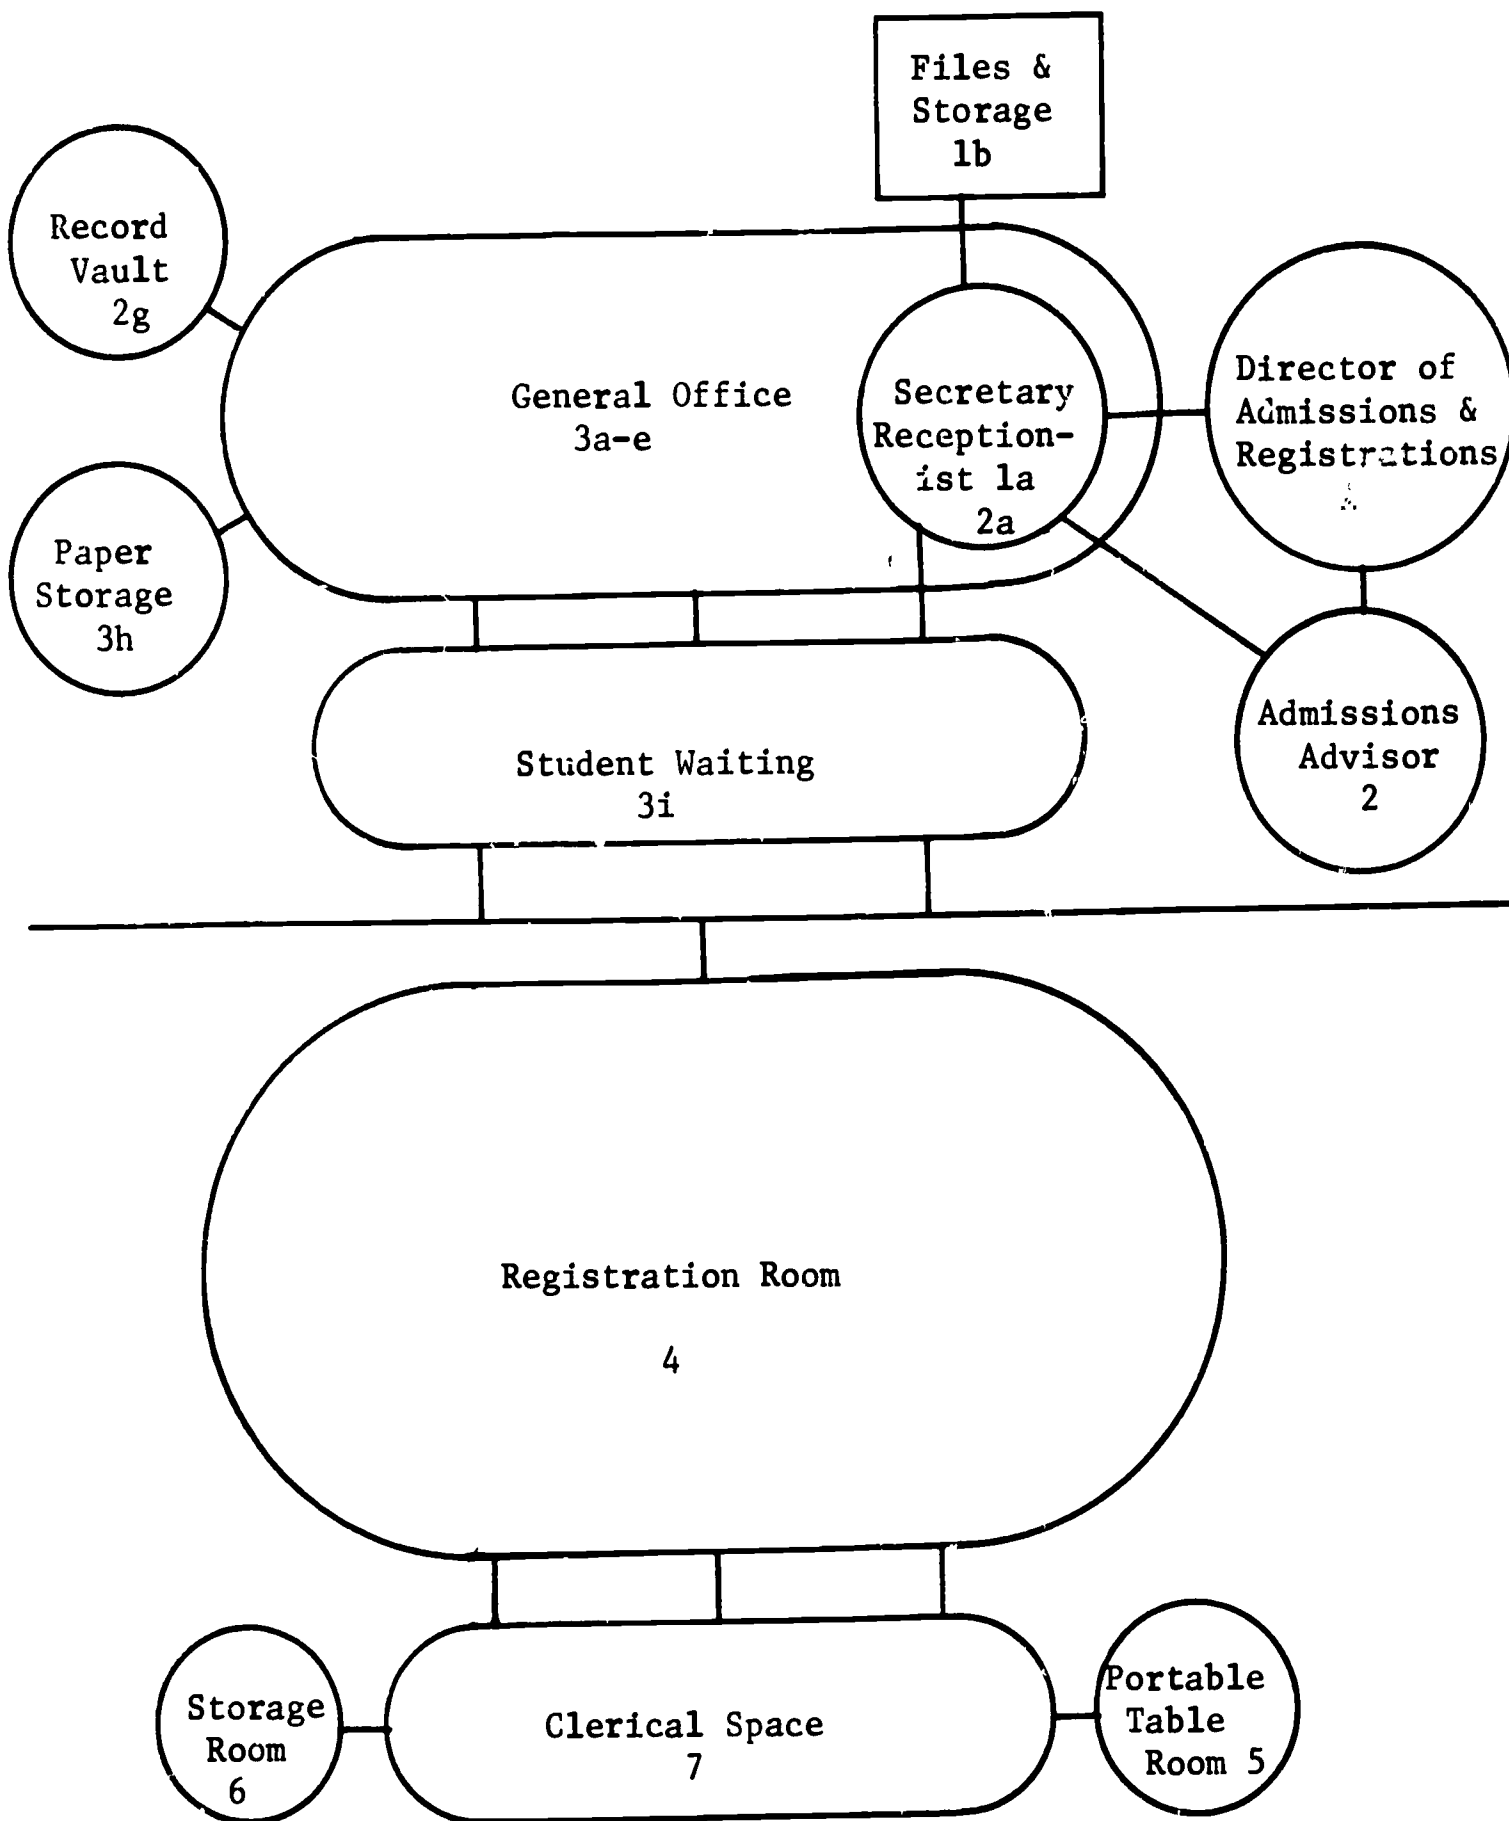 Files &
Storage
1b
Record
Vault
2g
General Office
3a-e
Secretary
Reception-
ist 1a
2a
Director of
Admissions &
Registrations
Paper
Storage
3h
Student Waiting
3i
Admissions
Advisor
2
Registration Room
4
Storage
Room
6
Clerical Space
7
Portable
Table
Room 5